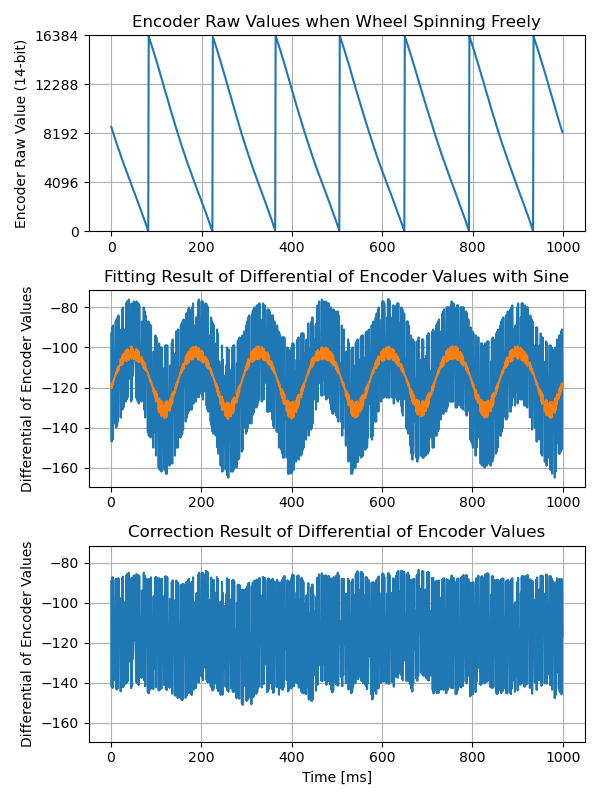 Encoder Raw Values when Wheel Spinning Freely
Encoder Raw Value (14-bit)
16384
12288
8192
4096
0
0 200 400 600 800 1000
Fitting Result of Differential of Encoder Values with Sine
Differential of Encoder Values
−80
−100
−120
−140
−160
0 200 400 600 800 1000
Correction Result of Differential of Encoder Values
Differential of Encoder Values
−80
−100
−120
−140
−160
0 200 400 600 800 1000
Time [ms]